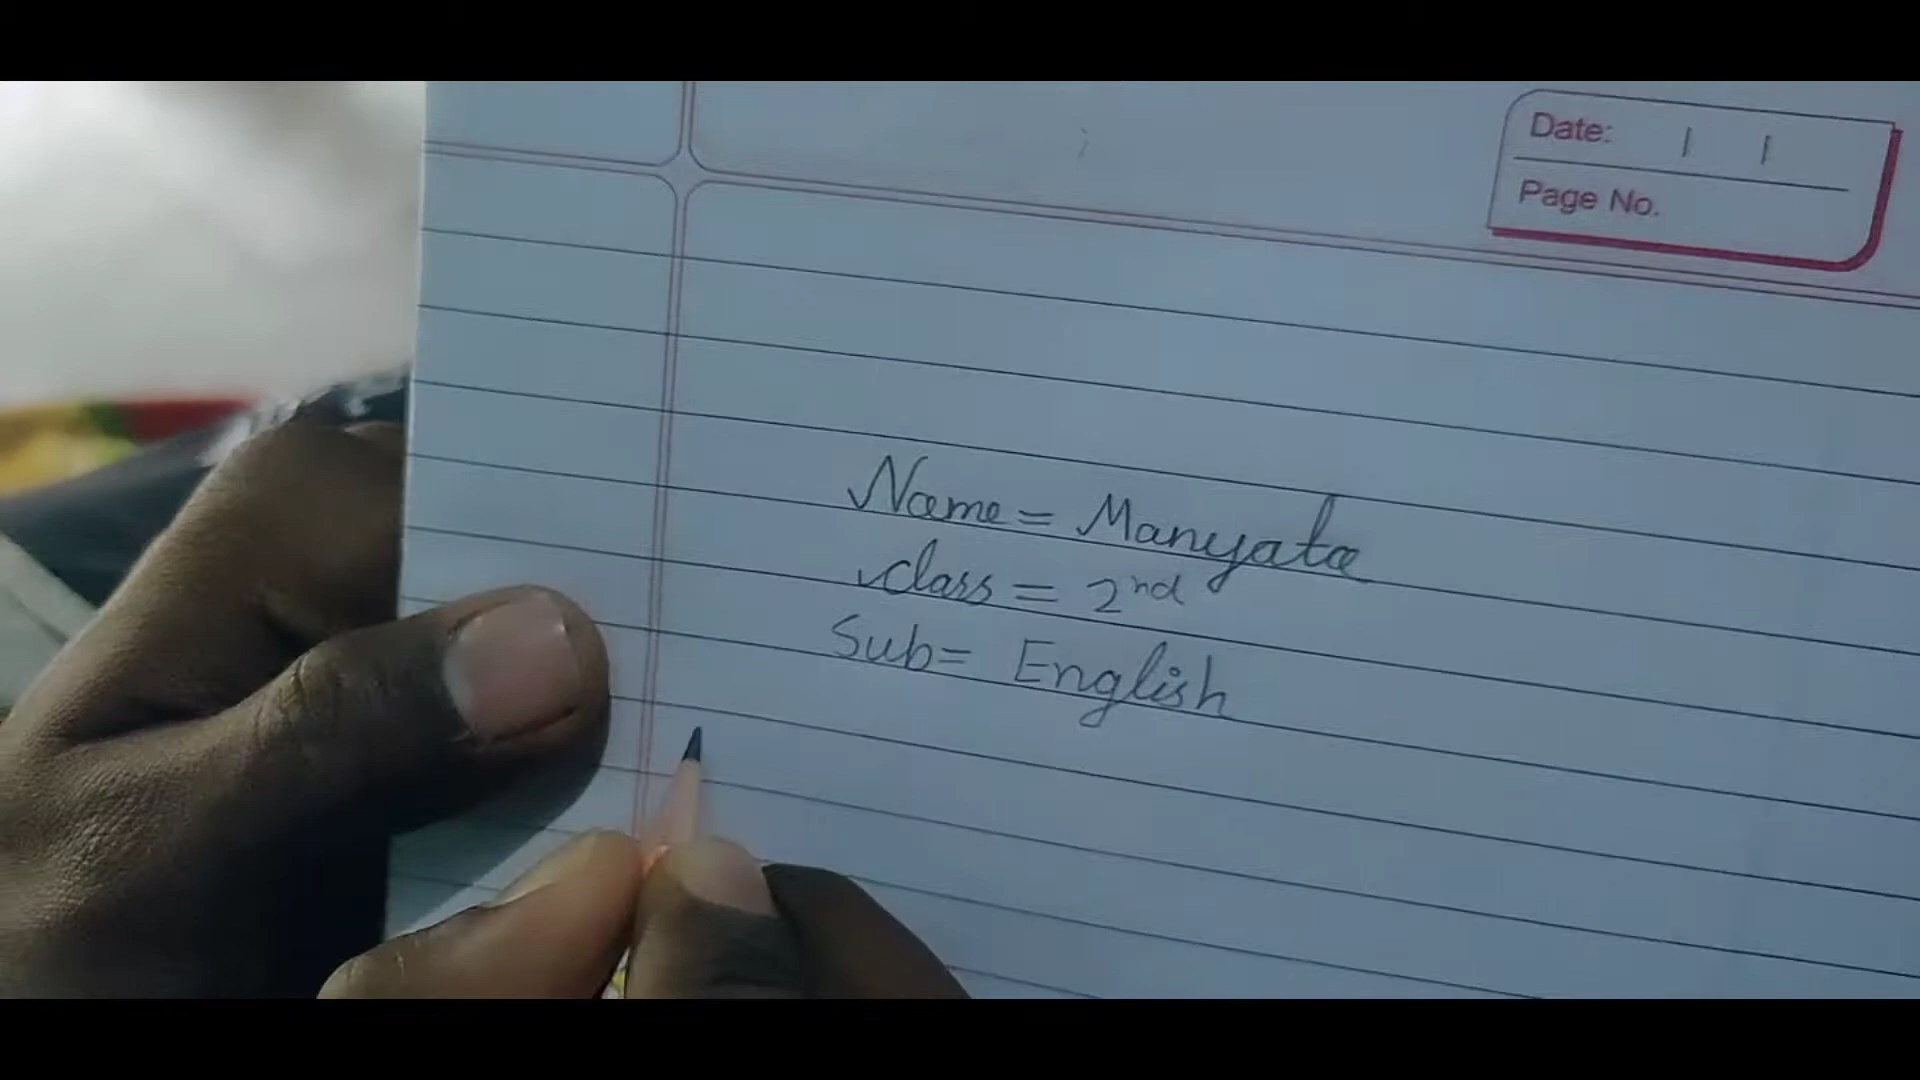 Date: / /
Page No.
Name = Manyata
class = 2nd
Sub= English